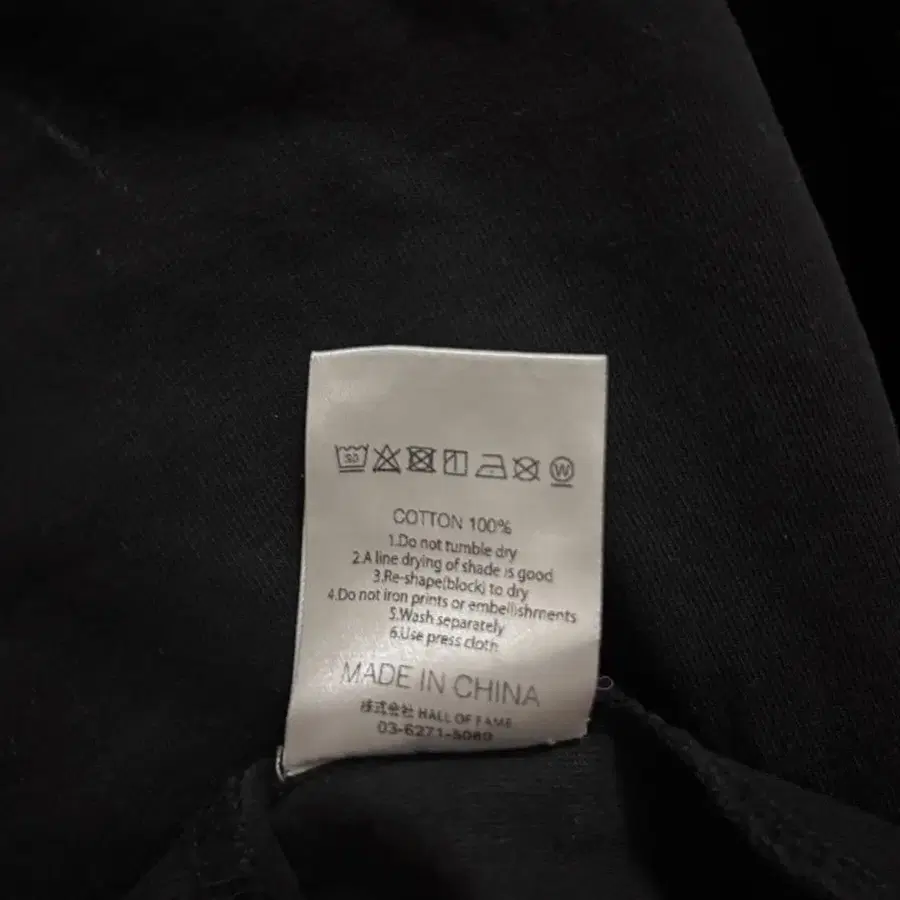 30
W
COTTON 100%
1.Do not tumble dry
2.A line drying of shade is good
3.Re-shape(block) to dry
4.Do not iron prints or embellishments
5.Wash separately
6.Use press cloth
MADE IN CHINA
株式会社 HALL OF FAME
03-6271-5089